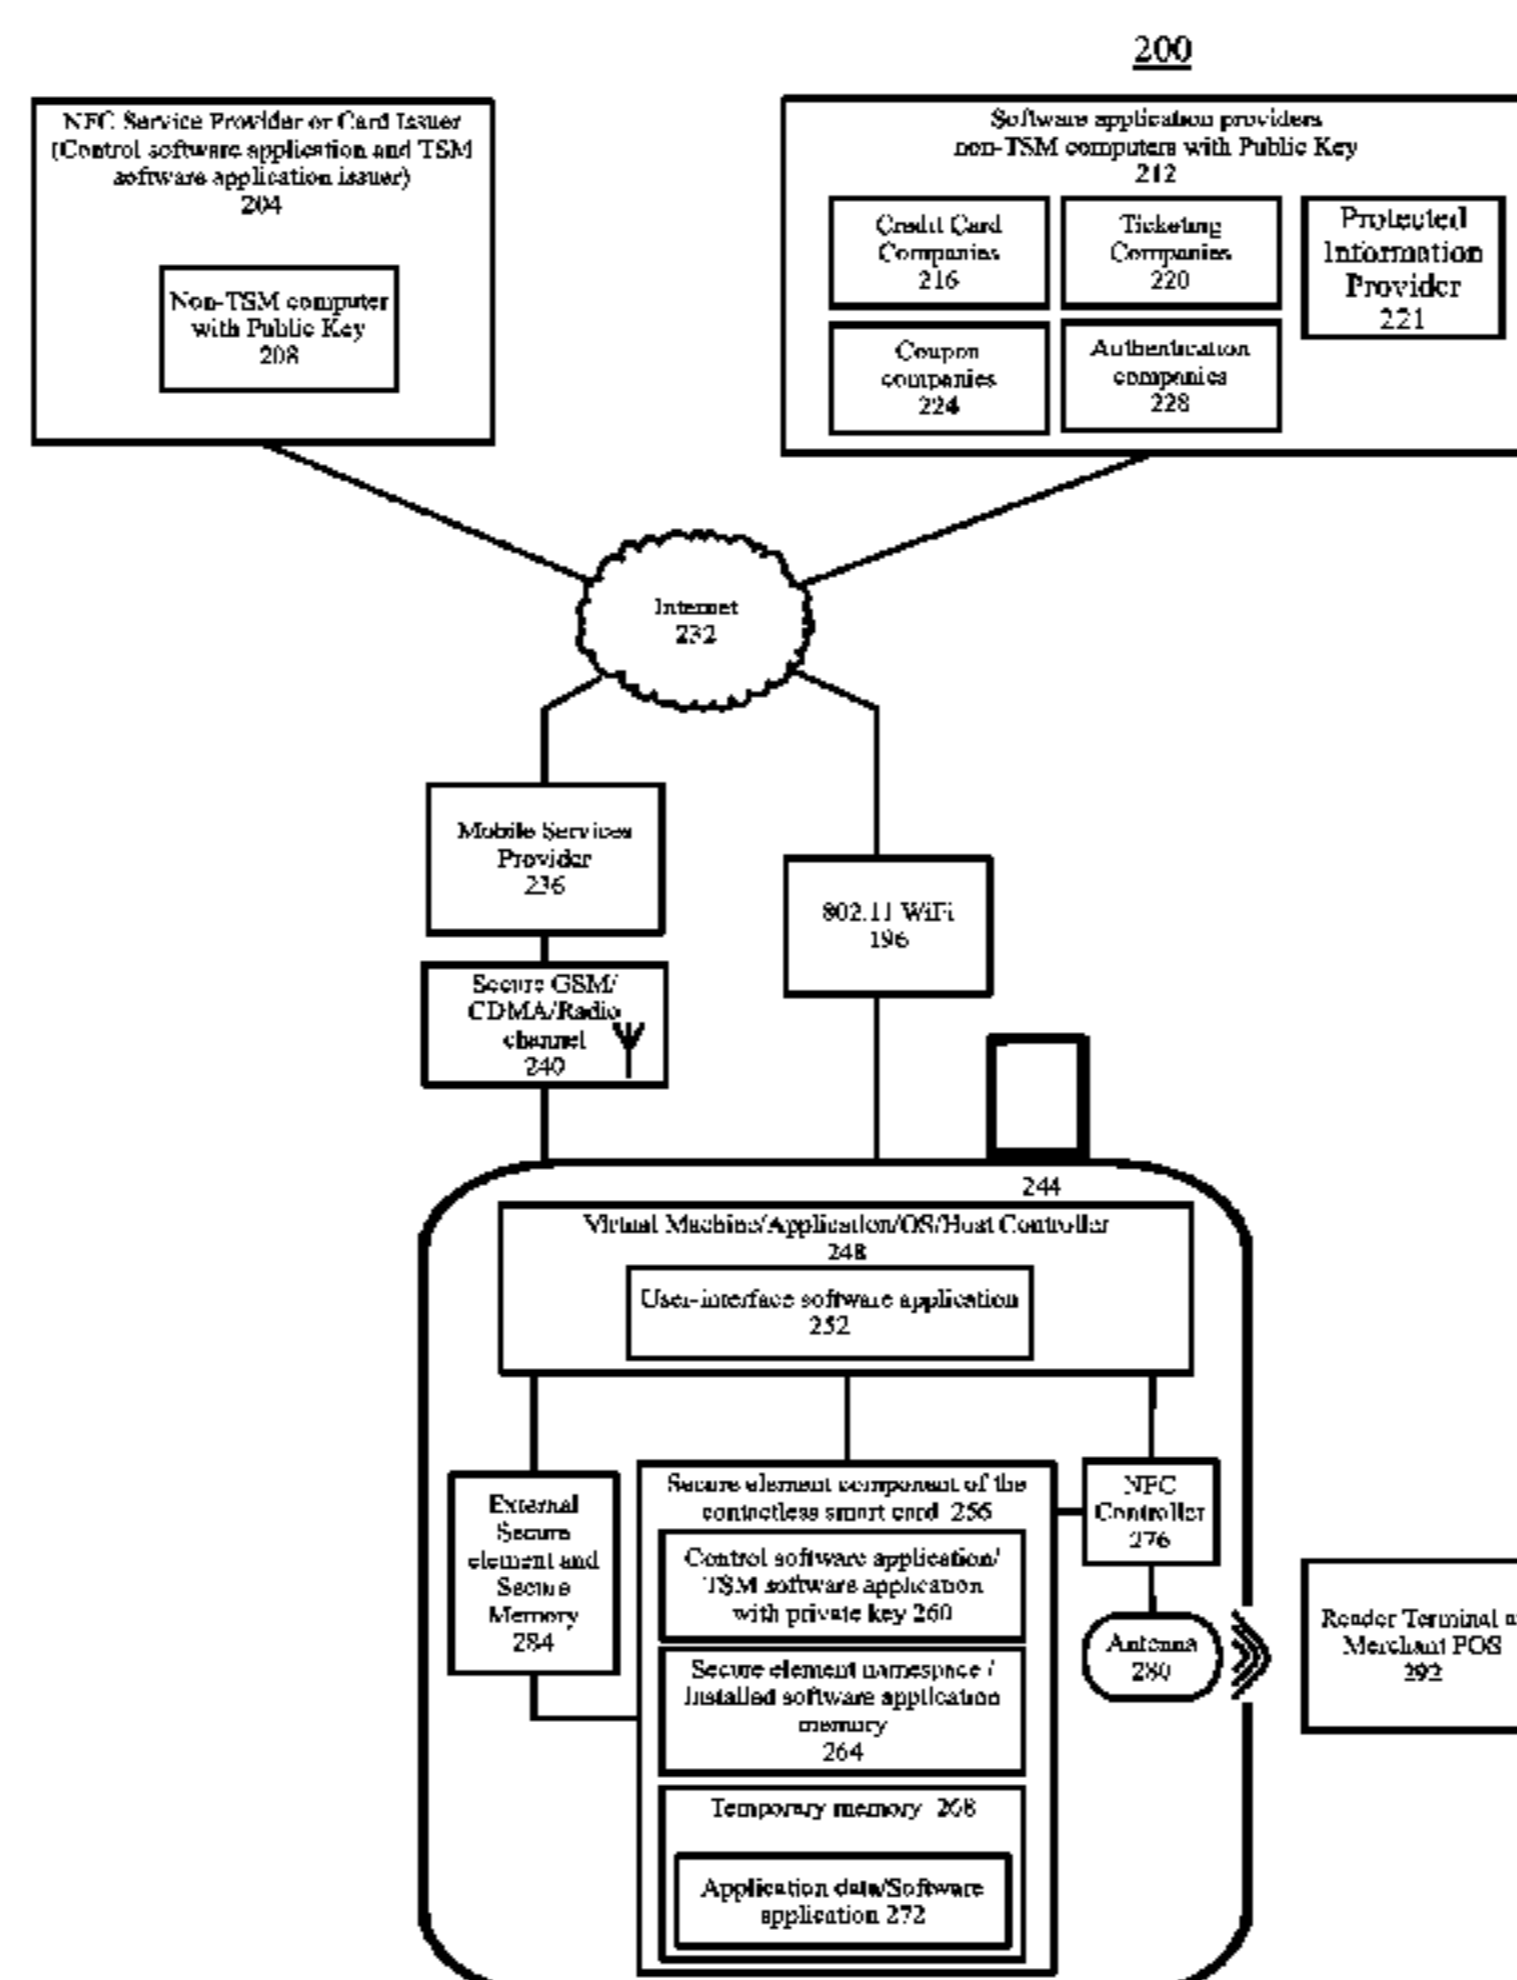 200
NFC Service Provider or Card Issuer
(Control software application and TSM
software application issuer)
204
Non-TSM computer
with Public Key
208
Software application providers
non-TSM computers with Public Key
212
Credit Card
Companies
216
Ticketing
Companies
220
Protected
Information
Provider
221
Coupon
companies
224
Authentication
companies
228
Internet
232
Mobile Services
Provider
236
802.11 WiFi
196
Secure GSM/
CDMA/Radio
channel
240
244
Virtual Machine/Application/OS/Host Controller
248
User-interface software application
252
External
Secure
element and
Secure
Memory
284
Secure element component of the
contactless smart card 256
Control software application/
TSM software application
with private key 260
Secure element namespace /
Installed software application
memory
264
Temporary memory 268
Application data/Software
application 272
NFC
Controller
276
Antenna
280
Reader Terminal
Merchant POS
292